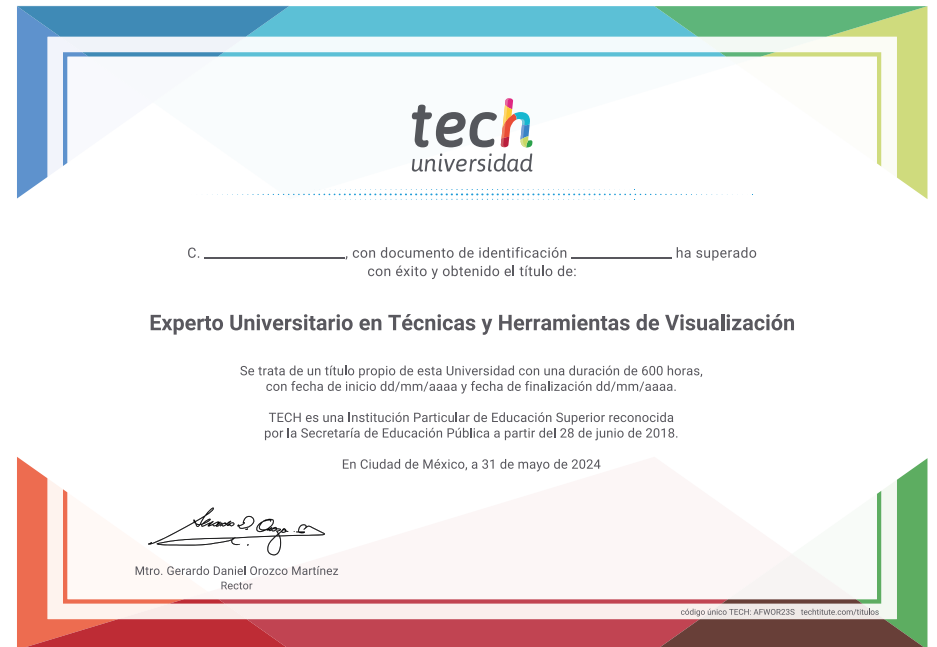 tech
universidad
C. ____________________, con documento de identificación ______________ ha superado
con éxito y obtenido el título de:
Experto Universitario en Técnicas y Herramientas de Visualización
Se trata de un título propio de esta Universidad con una duración de 600 horas,
con fecha de inicio dd/mm/aaaa y fecha de finalización dd/mm/aaaa.
TECH es una Institución Particular de Educación Superior reconocida
por la Secretaría de Educación Pública a partir del 28 de junio de 2018.
En Ciudad de México, a 31 de mayo de 2024
Mtro. Gerardo Daniel Orozco Martínez
Rector
código único TECH: AFWOR23S techtitute.com/titulos